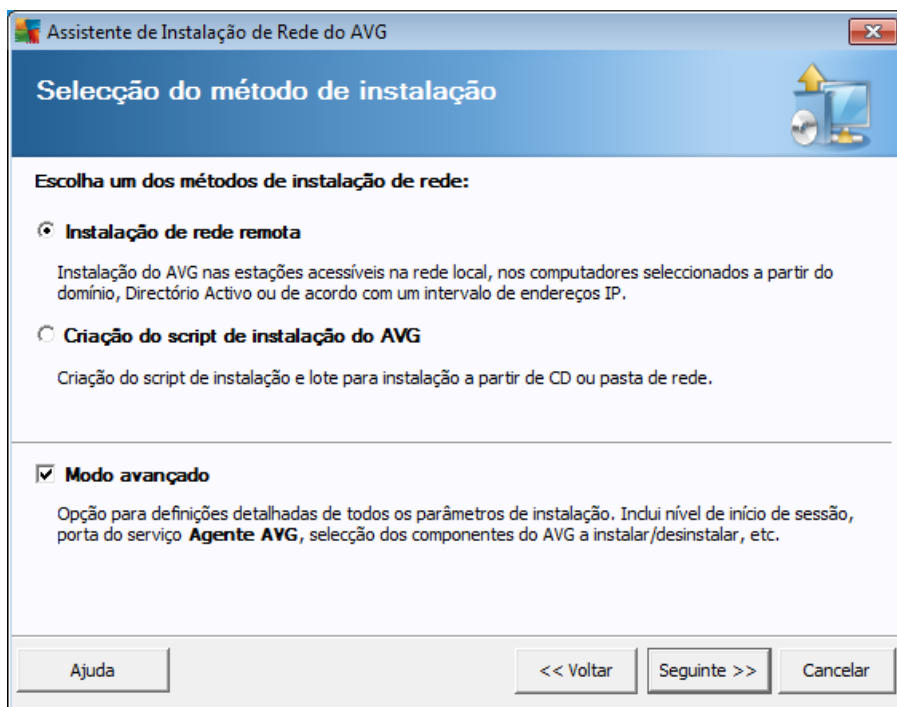 Assistente de Instalação de Rede do AVG
Selecção do método de instalação
Escolha um dos métodos de instalação de rede:
Instalação de rede remota
Instalação do AVG nas estações acessíveis na rede local, nos computadores seleccionados a partir do
domínio, Directório Activo ou de acordo com um intervalo de endereços IP.
Criação do script de instalação do AVG
Criação do script de instalação e lote para instalação a partir de CD ou pasta de rede.
Modo avançado
Opção para definições detalhadas de todos os parâmetros de instalação. Inclui nível de início de sessão,
porta do serviço Agente AVG, selecção dos componentes do AVG a instalar/desinstalar, etc.
Ajuda
<< Voltar
Seguinte >>
Cancelar